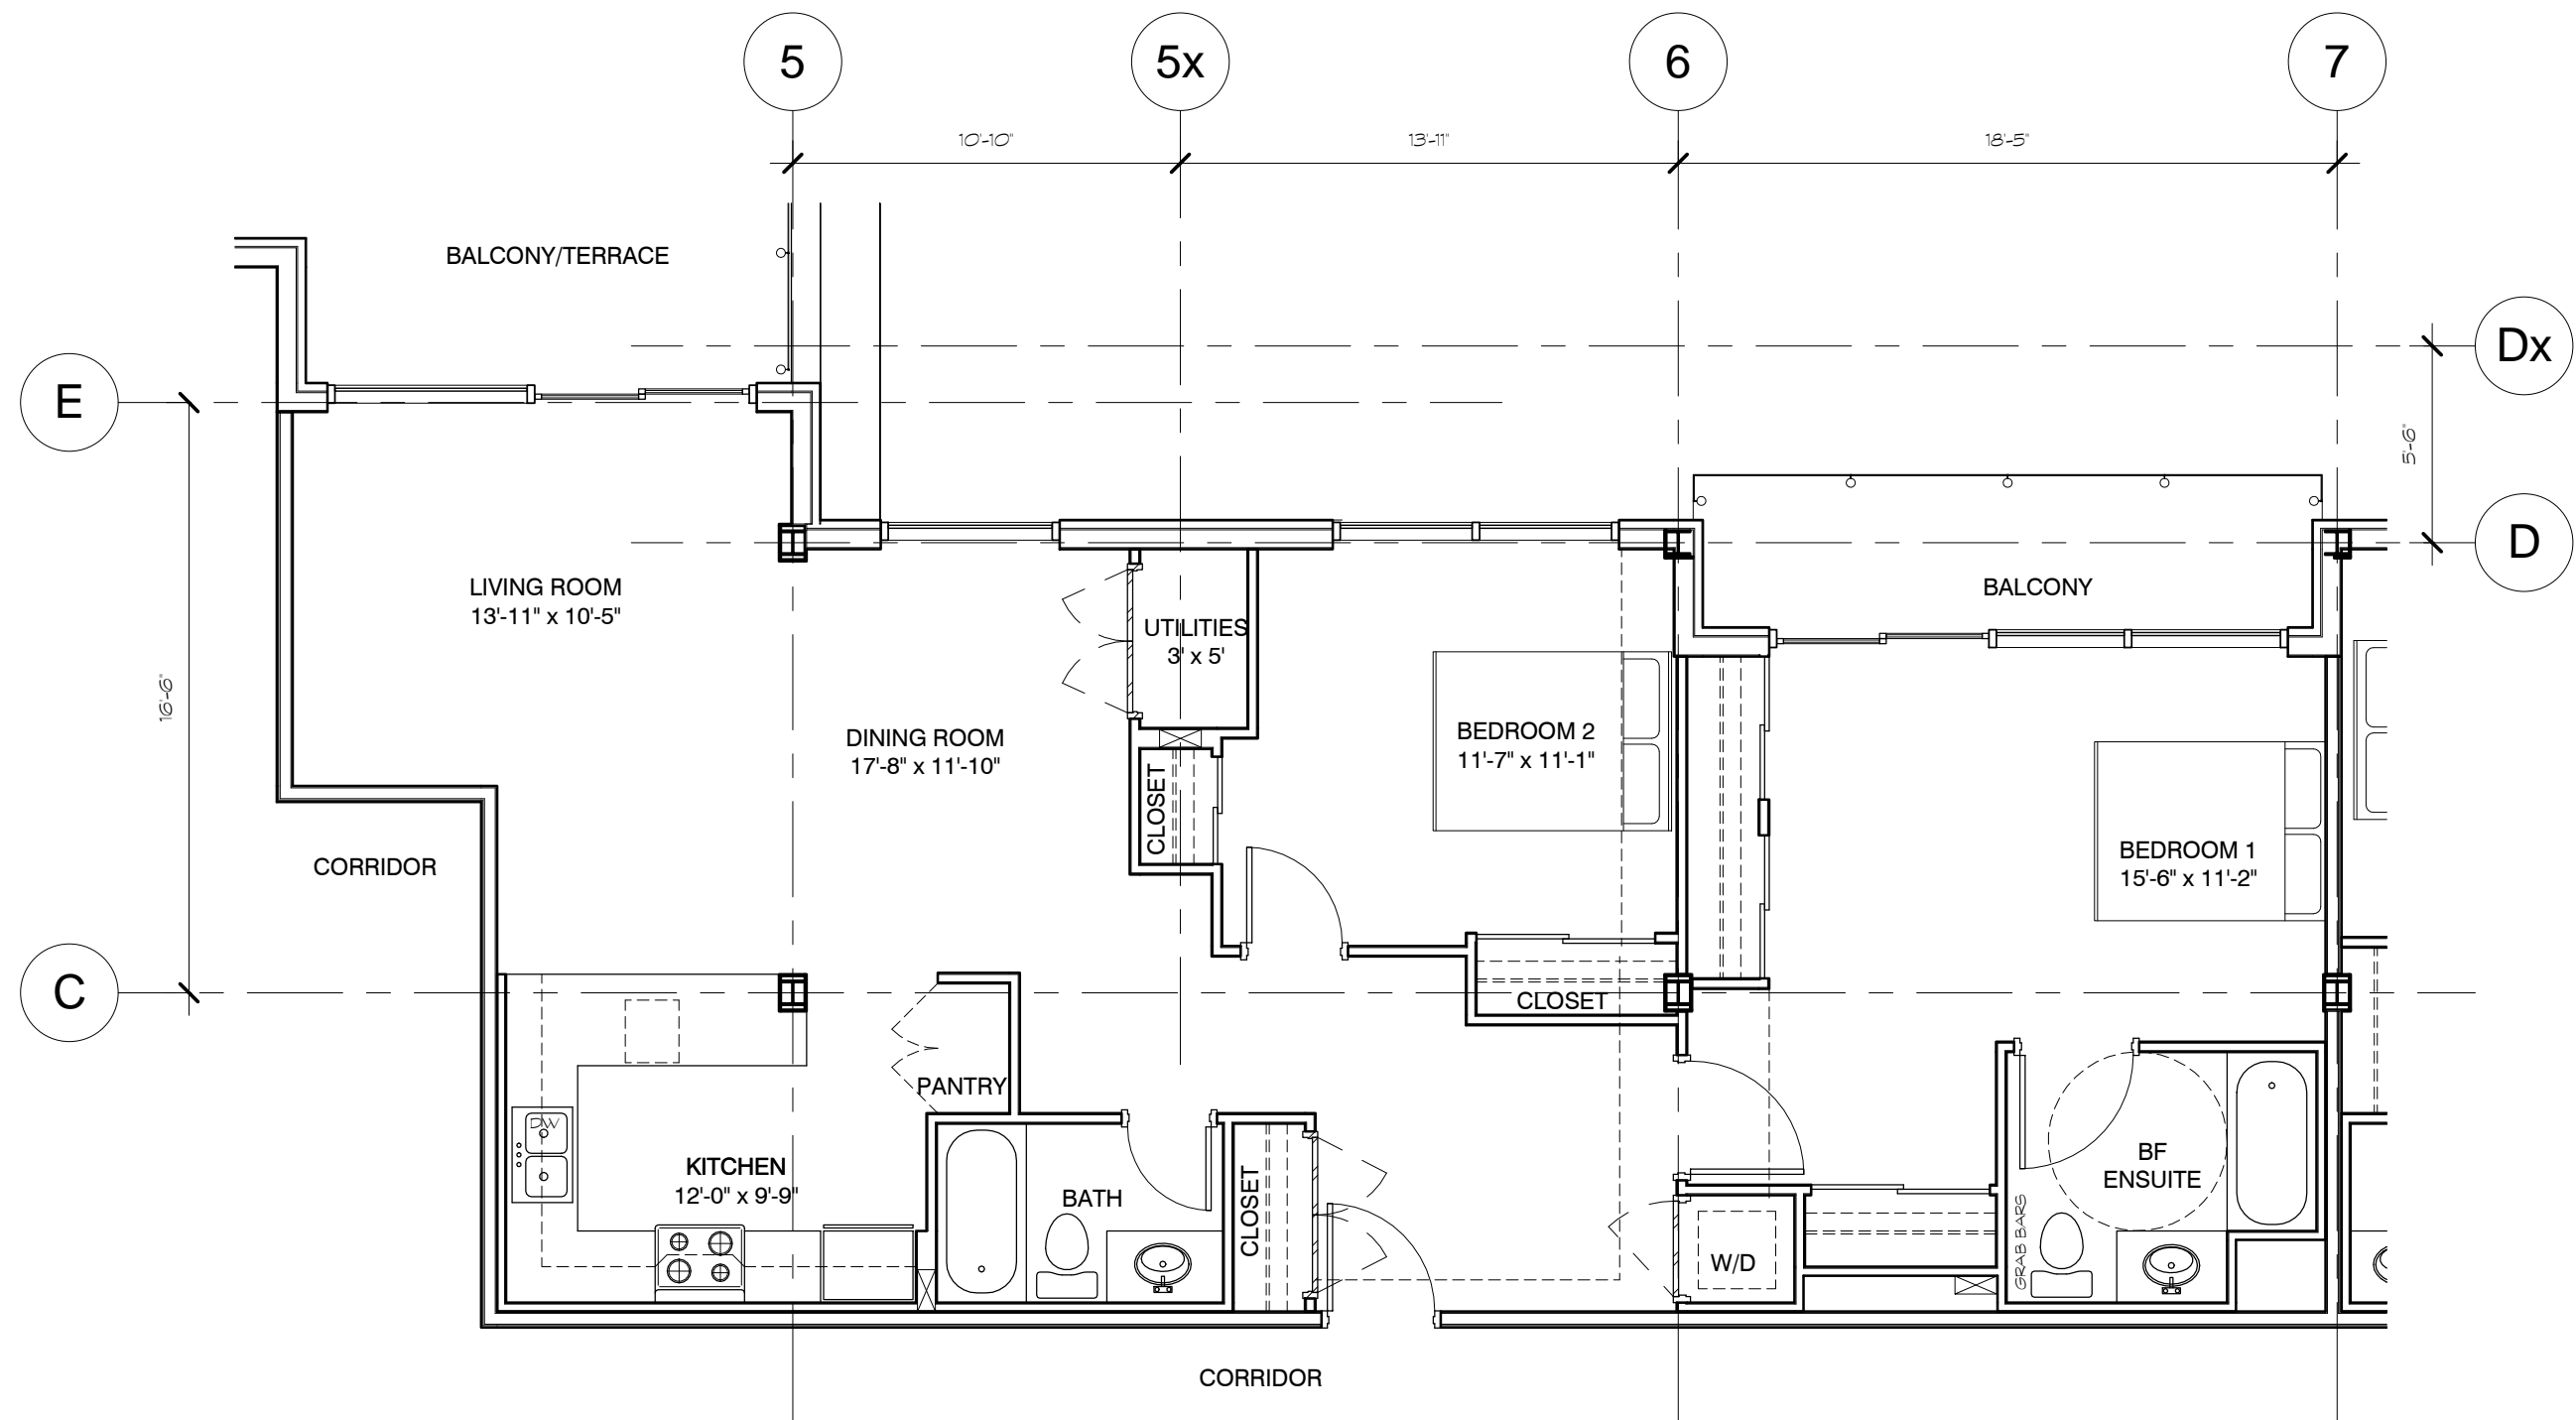 5
5x
6
7
10'-10"
13'-11"
18'-5"
BALCONY/TERRACE
Dx
E
5'-6"
D
LIVING ROOM
13'-11" x 10'-5"
BALCONY
UTILITIES
3' x 5'
16'-6"
DINING ROOM
17'-8" x 11'-10"
BEDROOM 2
11'-7" x 11'-1"
CLOSET
BEDROOM 1
15'-6" x 11'-2"
CORRIDOR
C
CLOSET
PANTRY
DW
KITCHEN
12'-0" x 9'-9"
BATH
CLOSET
BF
ENSUITE
GRAB BARS
W/D
CORRIDOR